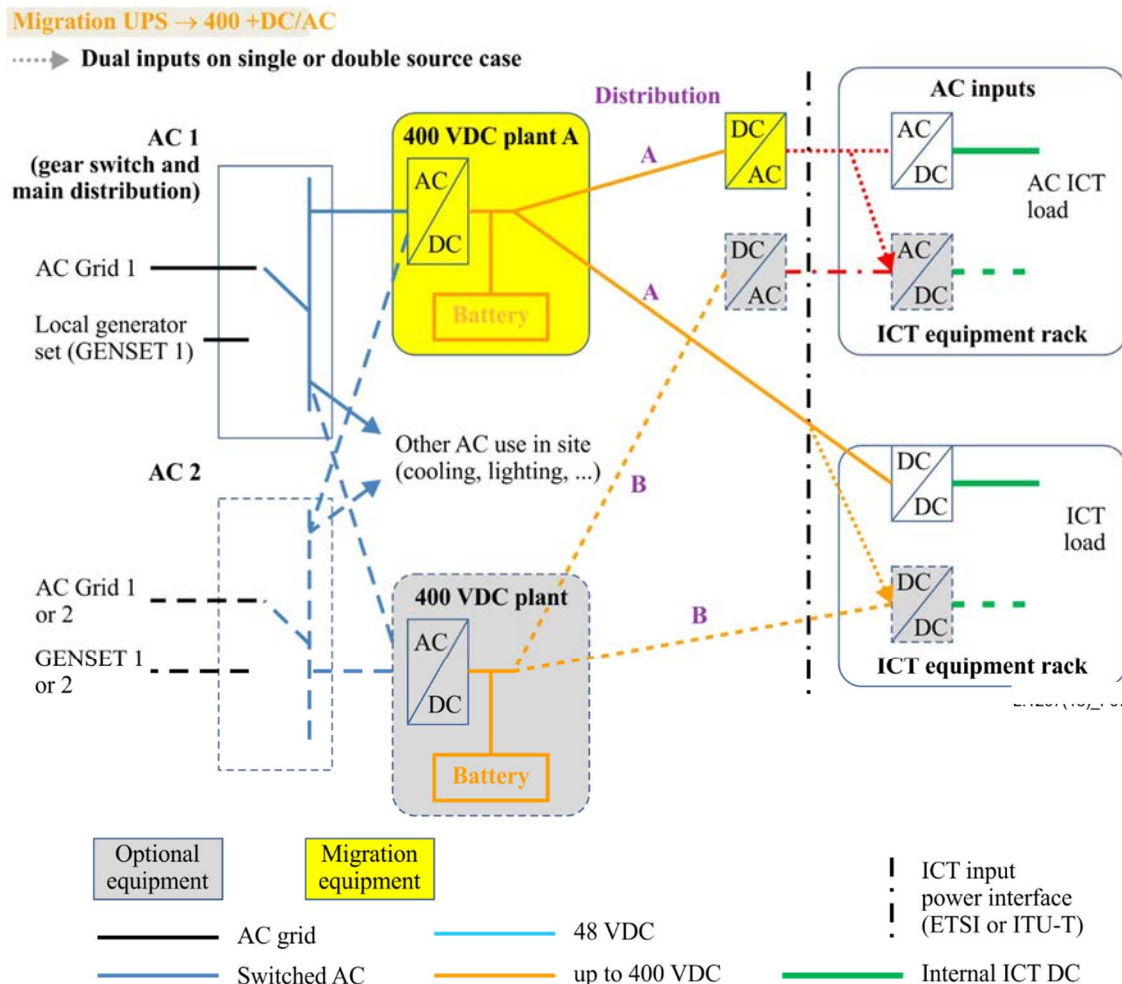 Migration UPS → 400 +DC/AC
Dual inputs on single or double source case
Distribution
AC inputs
AC 1
(gear switch and
main distribution)
400 VDC plant A
DC
AC
AC
DC
A
AC
DC
AC ICT
load
AC Grid 1
DC
AC
AC
DC
A
Battery
Local generator
set (GENSET 1)
ICT equipment rack
Other AC use in site
(cooling, lighting, ...)
AC 2
B
DC
DC
ICT
load
AC Grid 1
or 2
400 VDC plant
DC
DC
B
AC
DC
GENSET 1
or 2
ICT equipment rack
Battery
Optional
equipment
Migration
equipment
ICT input
power interface
(ETSI or ITU-T)
AC grid
48 VDC
Switched AC
up to 400 VDC
Internal ICT DC